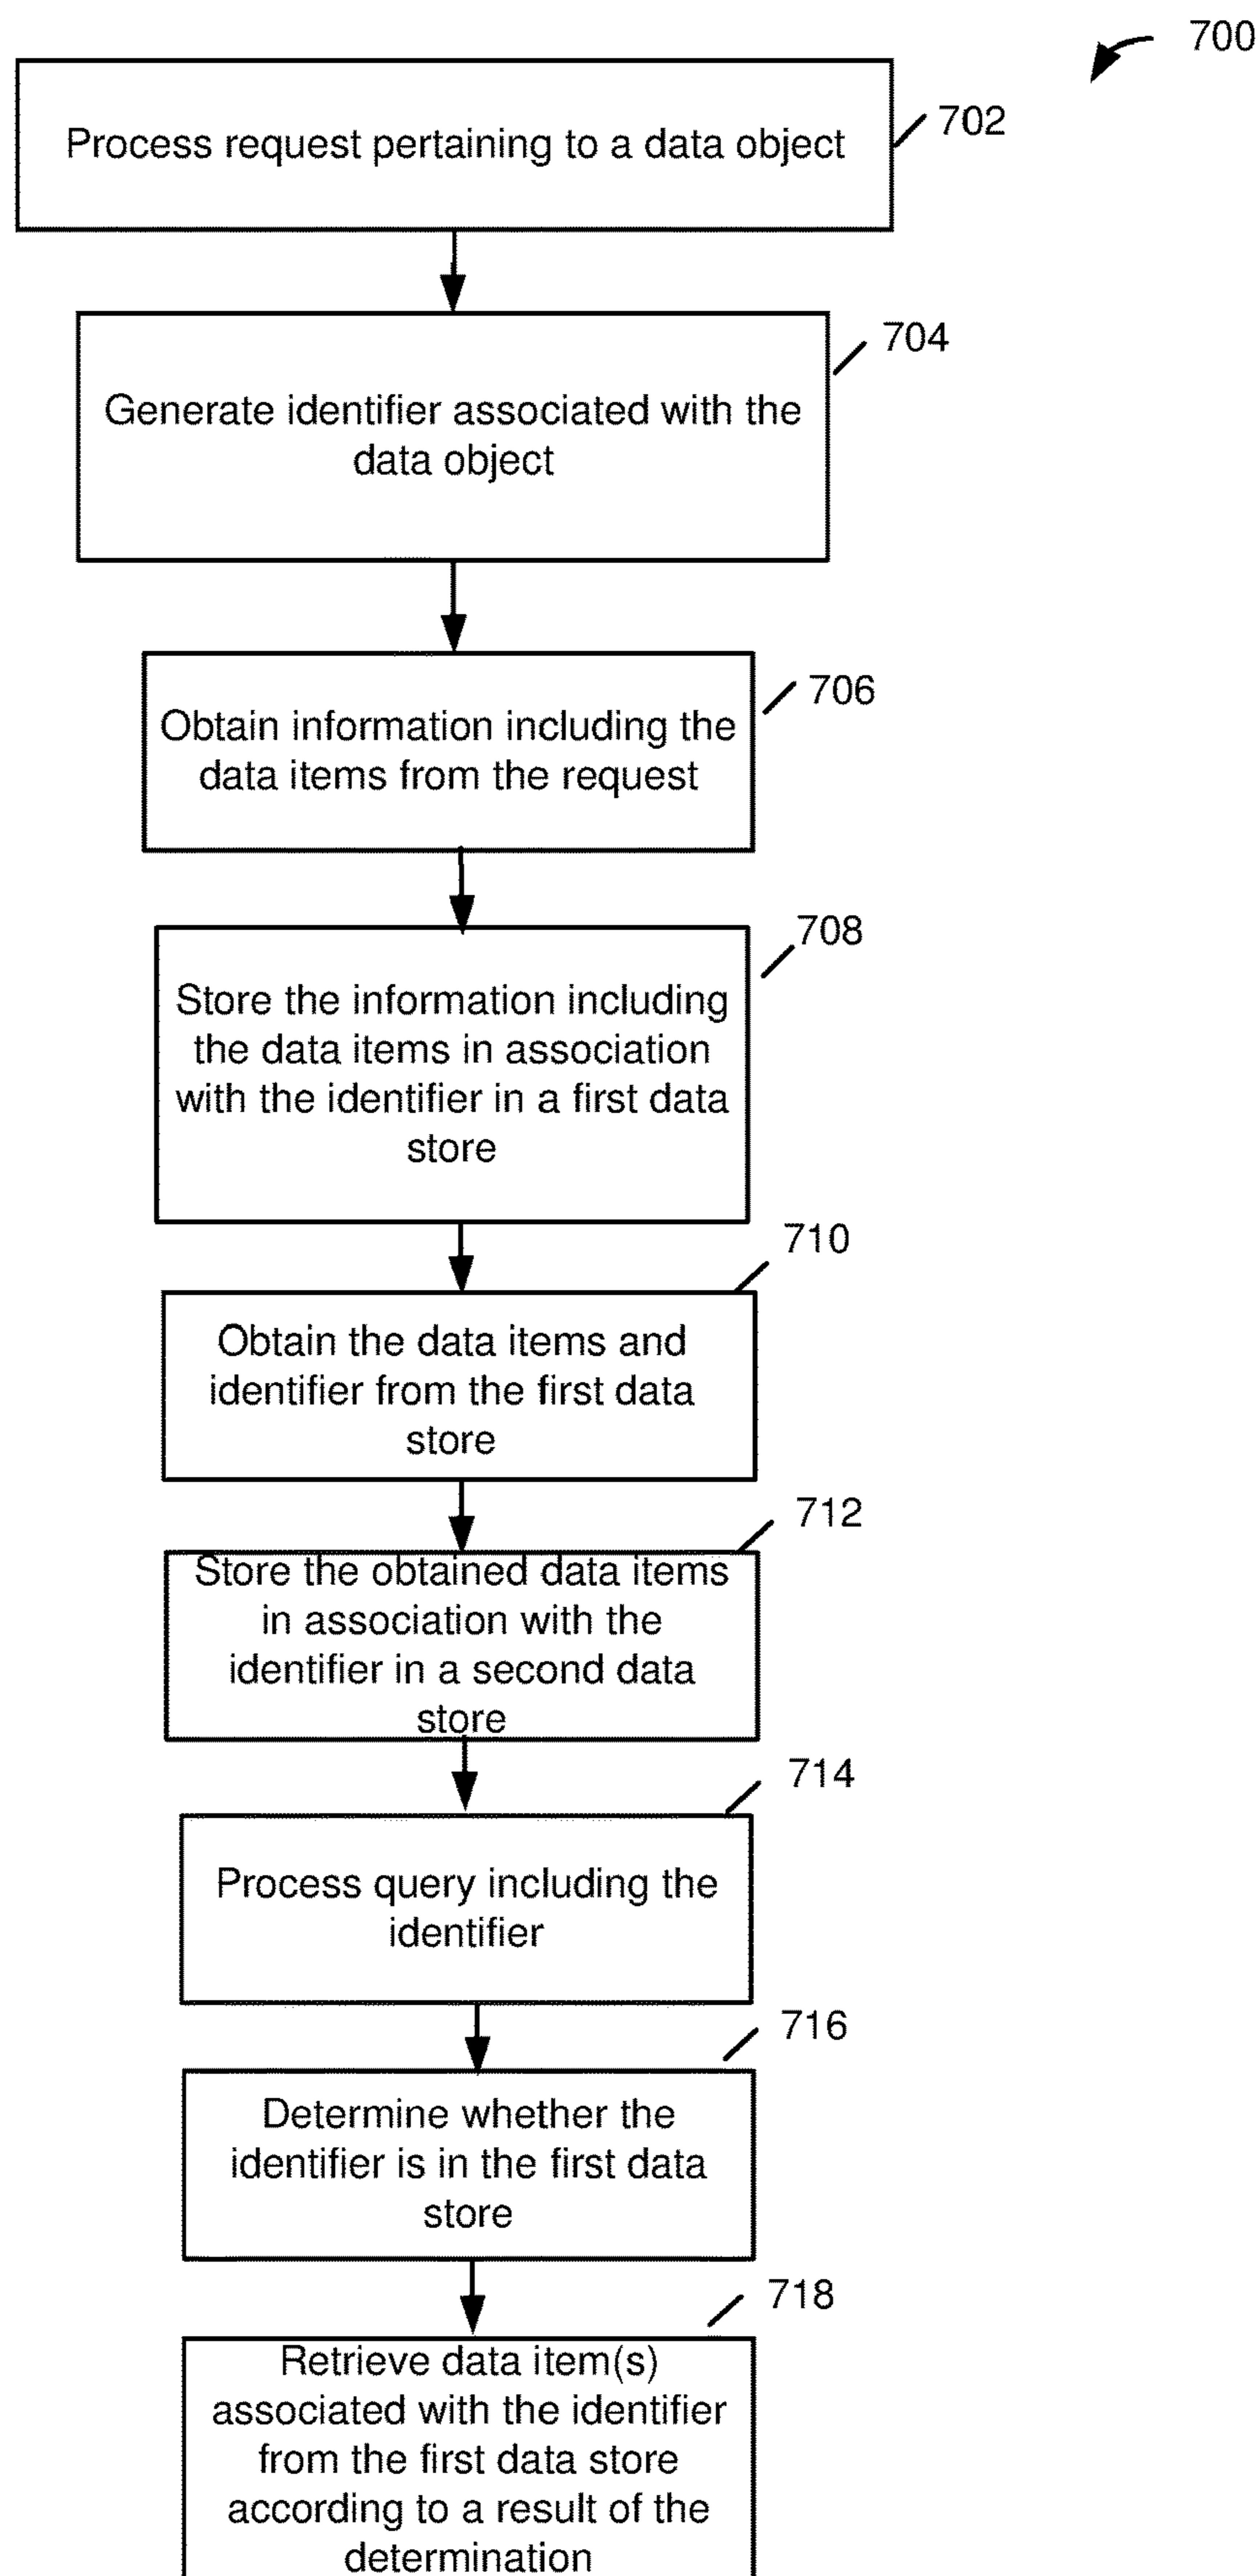 700
Process request pertaining to a data object
702
704
Generate identifier associated with the
data object
706
Obtain information including the
data items from the request
708
Store the information including
the data items in association
with the identifier in a first data
store
710
Obtain the data items and
identifier from the first data
store
712
Store the obtained data items
in association with the
identifier in a second data
store
714
Process query including the
identifier
716
Determine whether the
identifier is in the first data
store
718
Retrieve data item(s)
associated with the identifier
from the first data store
according to a result of the
determination